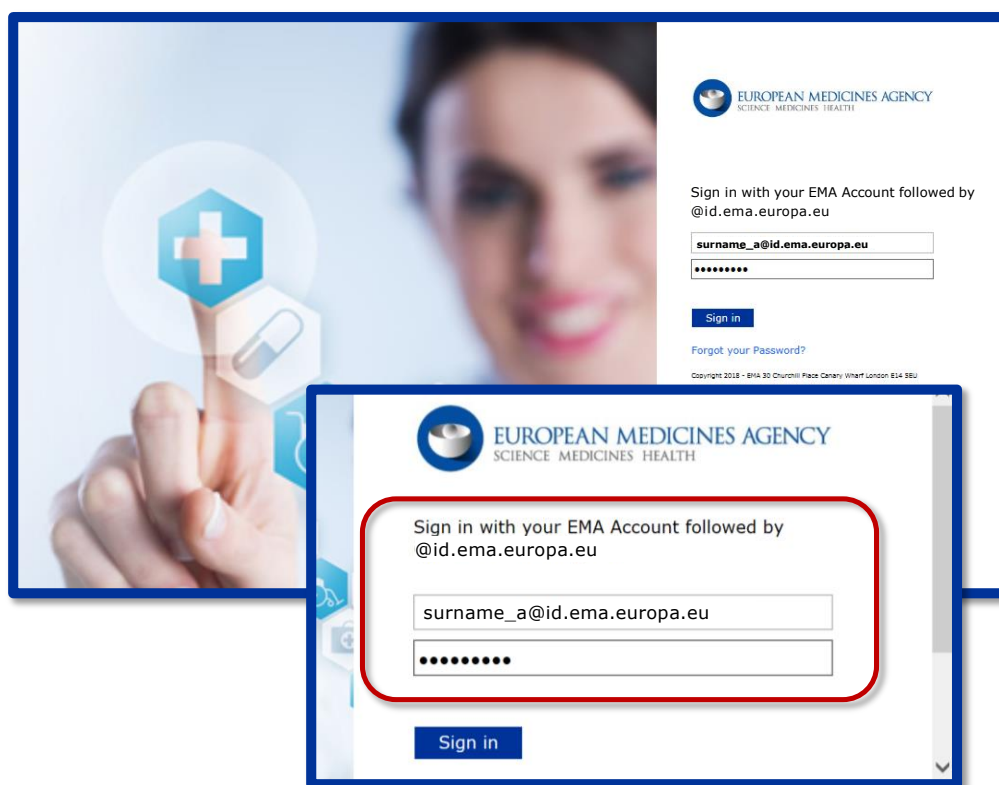 EUROPEAN MEDICINES AGENCY
SCIENCE MEDICINES HEALTH
Sign in with your EMA Account followed by
@id.ema.europa.eu
surname_a@id.ema.europa.eu
•••••••••
Sign in
Forgot your Password?
Copyright 2018 - EMA 30 Churchill Place Canary Wharf London E14 5EU
EUROPEAN MEDICINES AGENCY
SCIENCE MEDICINES HEALTH
Sign in with your EMA Account followed by
@id.ema.europa.eu
surname_a@id.ema.europa.eu
•••••••••
Sign in